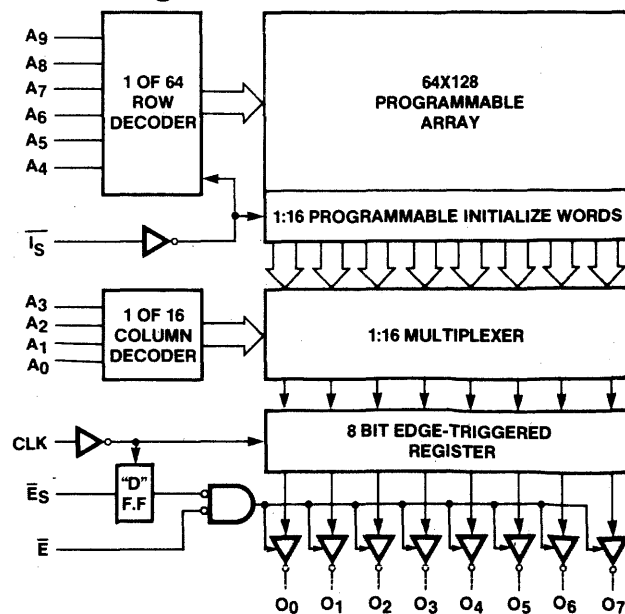 A9
A8
A7
A6
A5
A4
1 OF 64
ROW
DECODER
64X128
PROGRAMMABLE
ARRAY
1:16 PROGRAMMABLE INITIALIZE WORDS
I̅S̅
A3
A2
A1
A0
1 OF 16
COLUMN
DECODER
1:16 MULTIPLEXER
CLK
8 BIT EDGE-TRIGGERED
REGISTER
E̅S
"D"
F.F
E̅
O0 O1 O2 O3 O4 O5 O6 O7